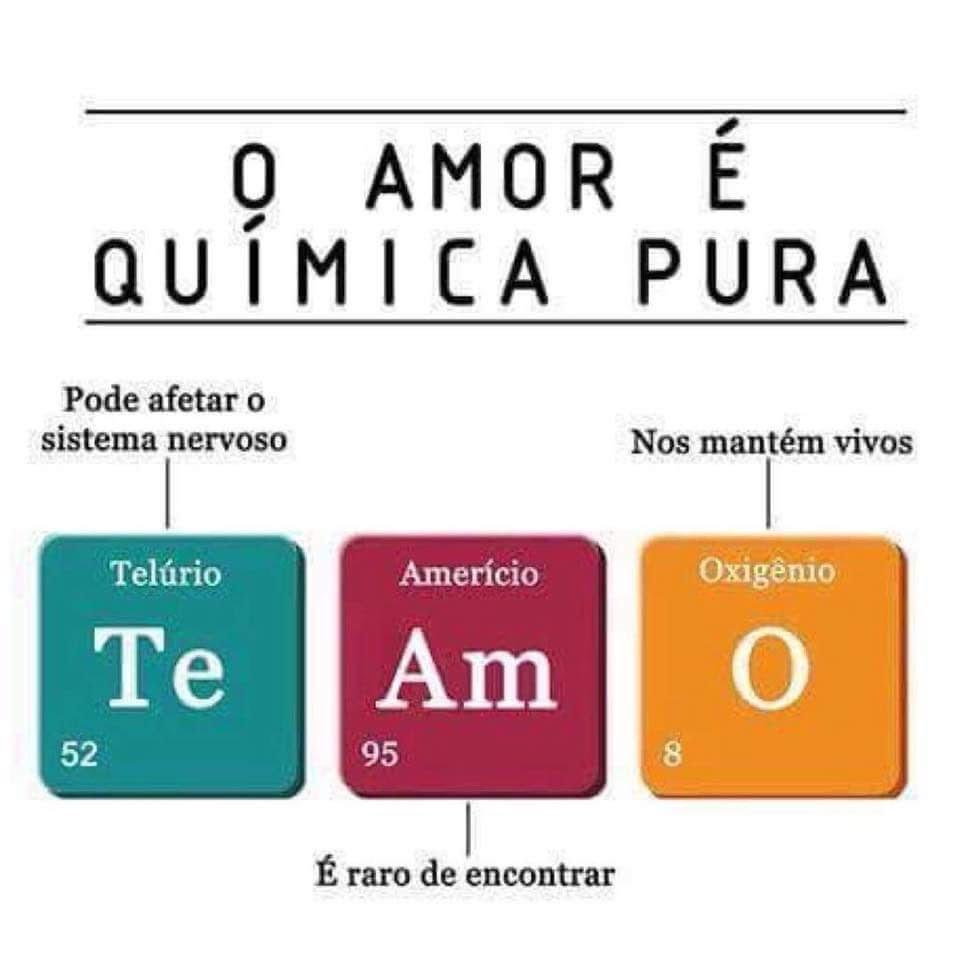 O AMOR É
QUÍMICA PURA
Pode afetar o
sistema nervoso
Nos mantém vivos
Telúrio
Te
52
Amerício
Am
95
Oxigênio
O
8
É raro de encontrar